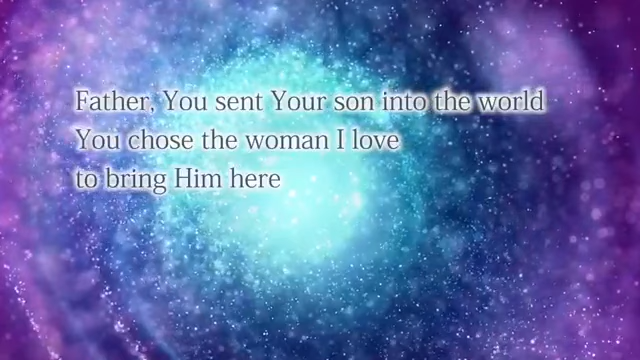 Father, You sent Your son into the world
You chose the woman I love
to bring Him here